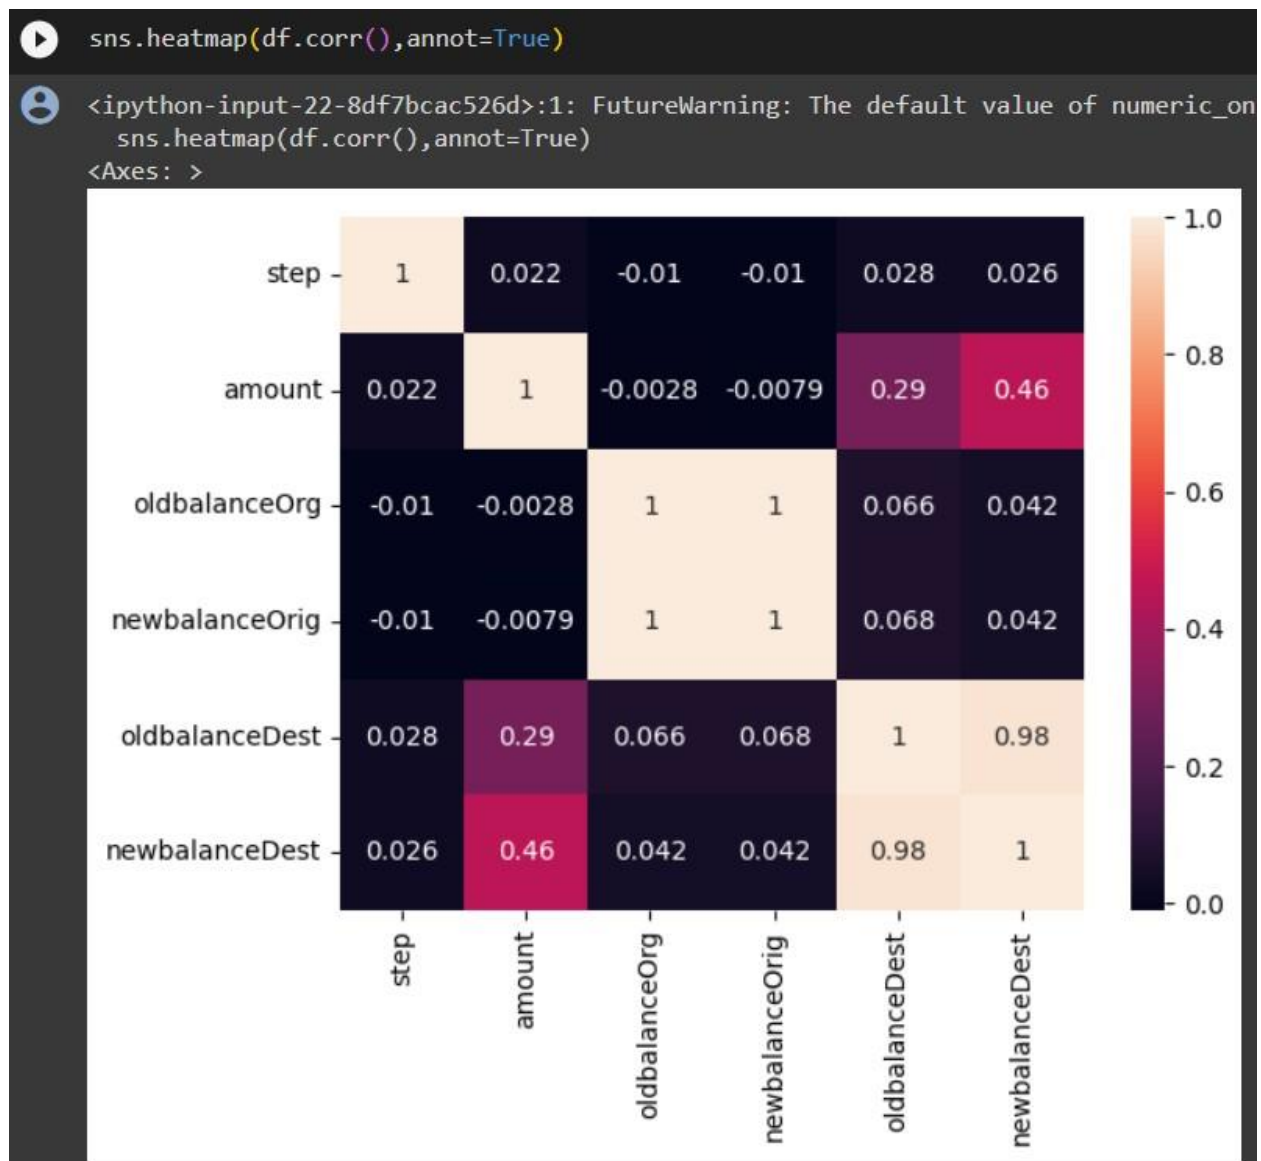 sns.heatmap(df.corr(),annot=True)
<ipython-input-22-8df7bcac526d>:1: FutureWarning: The default value of numeric_on
sns.heatmap(df.corr(),annot=True)
<Axes: >
step 1 0.022 -0.01 -0.01 0.028 0.026
amount 0.022 1 -0.0028 -0.0079 0.29 0.46
oldbalanceOrg -0.01 -0.0028 1 1 0.066 0.042
newbalanceOrig -0.01 -0.0079 1 1 0.068 0.042
oldbalanceDest 0.028 0.29 0.066 0.068 1 0.98
newbalanceDest 0.026 0.46 0.042 0.042 0.98 1
step amount oldbalanceOrg newbalanceOrig oldbalanceDest newbalanceDest
1.0
0.8
0.6
0.4
0.2
0.0